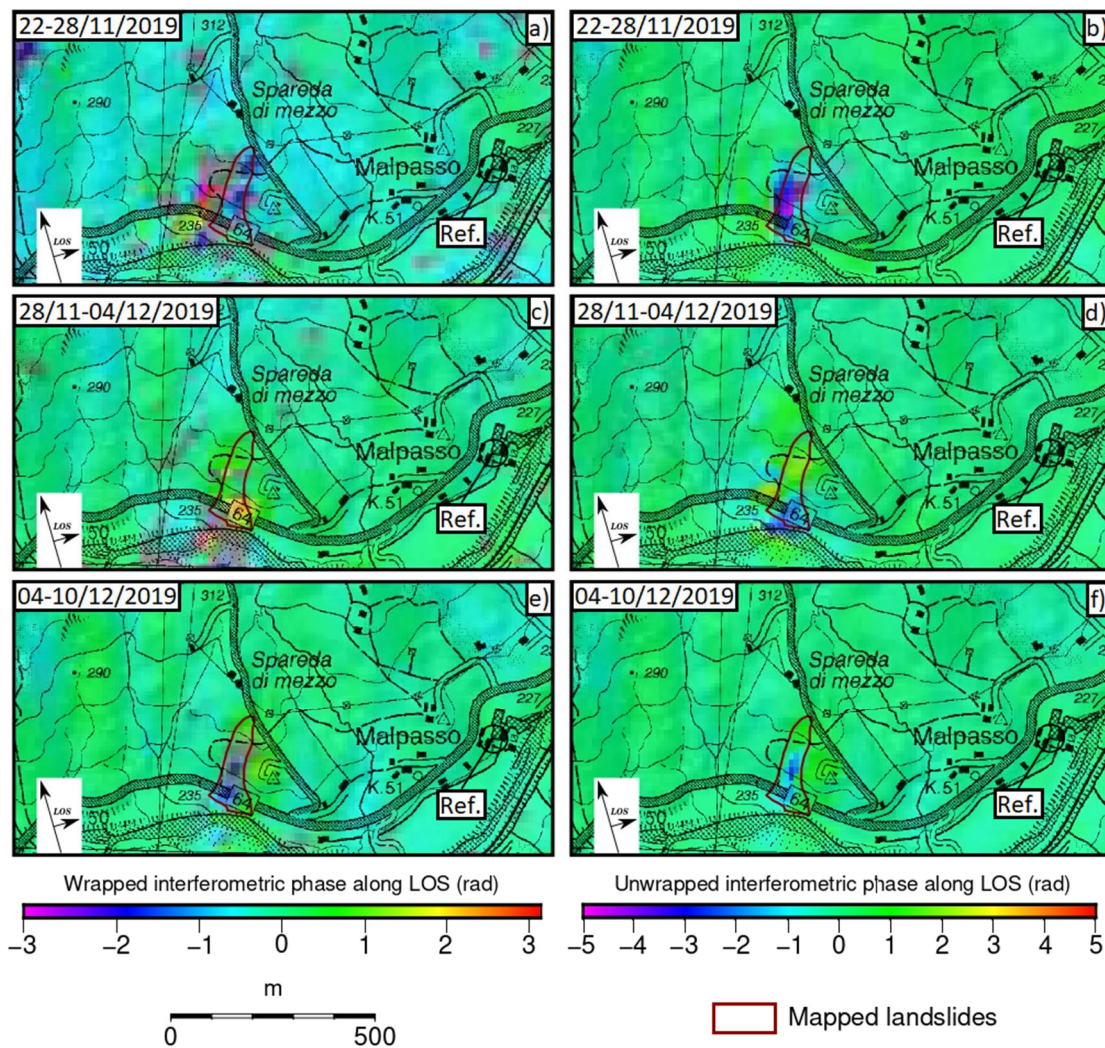 22-28/11/2019
312
a)
290
Spareda
di mezzo
227
Malpasso
K.51
Ref.
LOS
50
235
64
22-28/11/2019
312
b)
290
Spareda
di mezzo
227
Malpasso
K.51
Ref.
LOS
50
235
64
28/11-04/12/2019
c)
290
Spareda
di mezzo
227
Malpasso
K.51
Ref.
LOS
50
235
64
28/11-04/12/2019
d)
290
Spareda
di mezzo
227
Malpasso
K.51
Ref.
LOS
50
235
64
04-10/12/2019
312
e)
290
Spareda
di mezzo
227
Malpasso
K.51
Ref.
LOS
50
235
64
04-10/12/2019
312
f)
290
Spareda
di mezzo
227
Malpasso
K.51
Ref.
LOS
50
235
64
Wrapped interferometric phase along LOS (rad)
−3 −2 −1 0 1 2 3
Unwrapped interferometric phase along LOS (rad)
−5 −4 −3 −2 −1 0 1 2 3 4 5
m
0 500
Mapped landslides